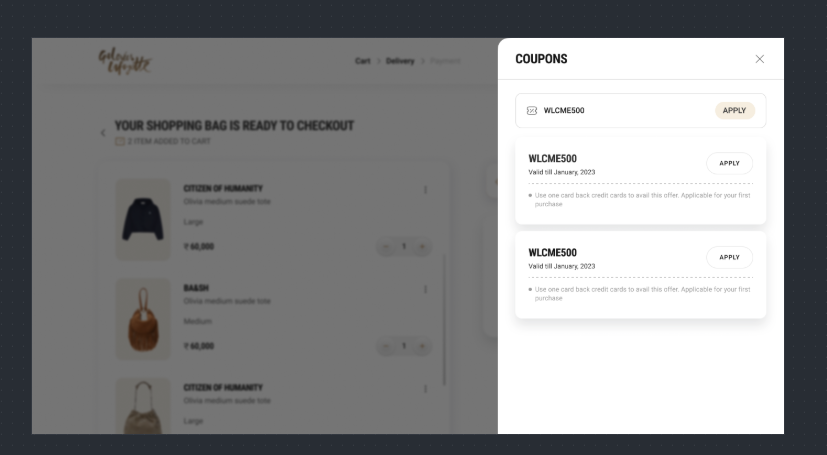 Galeries
Lafayette
Cart > Delivery > Payment
YOUR SHOPPING BAG IS READY TO CHECKOUT
2 ITEM ADDED TO CART
CITIZEN OF HUMANITY
Olivia medium suede tote
Large
₹ 60,000
1
BA&SH
Olivia medium suede tote
Medium
₹ 60,000
1
CITIZEN OF HUMANITY
Olivia medium suede tote
Large
COUPONS
WLCME500
APPLY
WLCME500
APPLY
Valid till January, 2023
Use one card back credit cards to avail this offer. Applicable for your first
purchase
WLCME500
APPLY
Valid till January, 2023
Use one card back credit cards to avail this offer. Applicable for your first
purchase